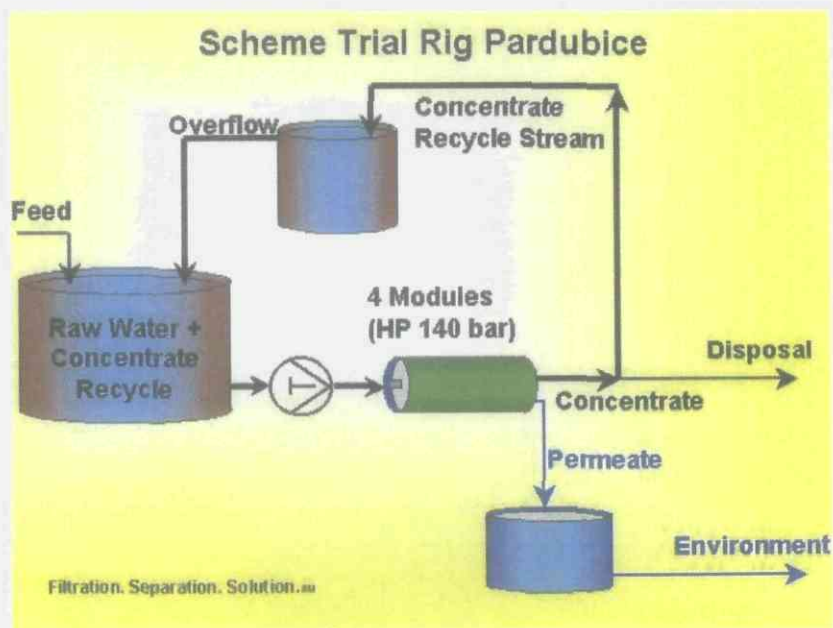 Scheme Trial Rig Pardubice
Overflow
Concentrate
Recycle Stream
Feed
Raw Water +
Concentrate
Recycle
4 Modules
(HP 140 bar)
Disposal
Concentrate
Permeate
Environment
Filtration. Separation. Solution.